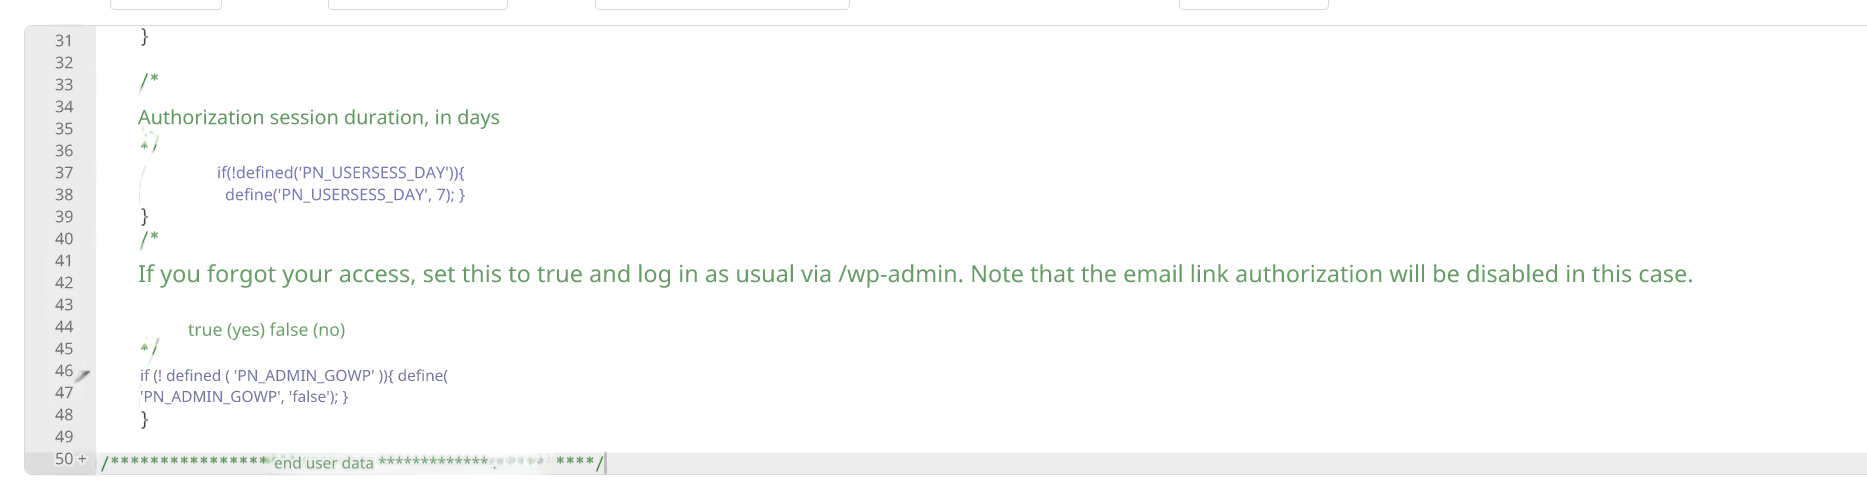 31 }
32
33 /*
34
Authorization session duration, in days
35
36 */
37 if(!defined('PN_USERSESS_DAY')){
38 define('PN_USERSESS_DAY', 7); }
39 }
40 /*
41
If you forgot your access, set this to true and log in as usual via /wp-admin. Note that the email link authorization will be disabled in this case.
42
43
44 true (yes) false (no)
45 */
46 if (! defined ( 'PN_ADMIN_GOWP' )){ define(
47 'PN_ADMIN_GOWP', 'false'); }
48 }
49
50 + /**************** end user data ************* ****/